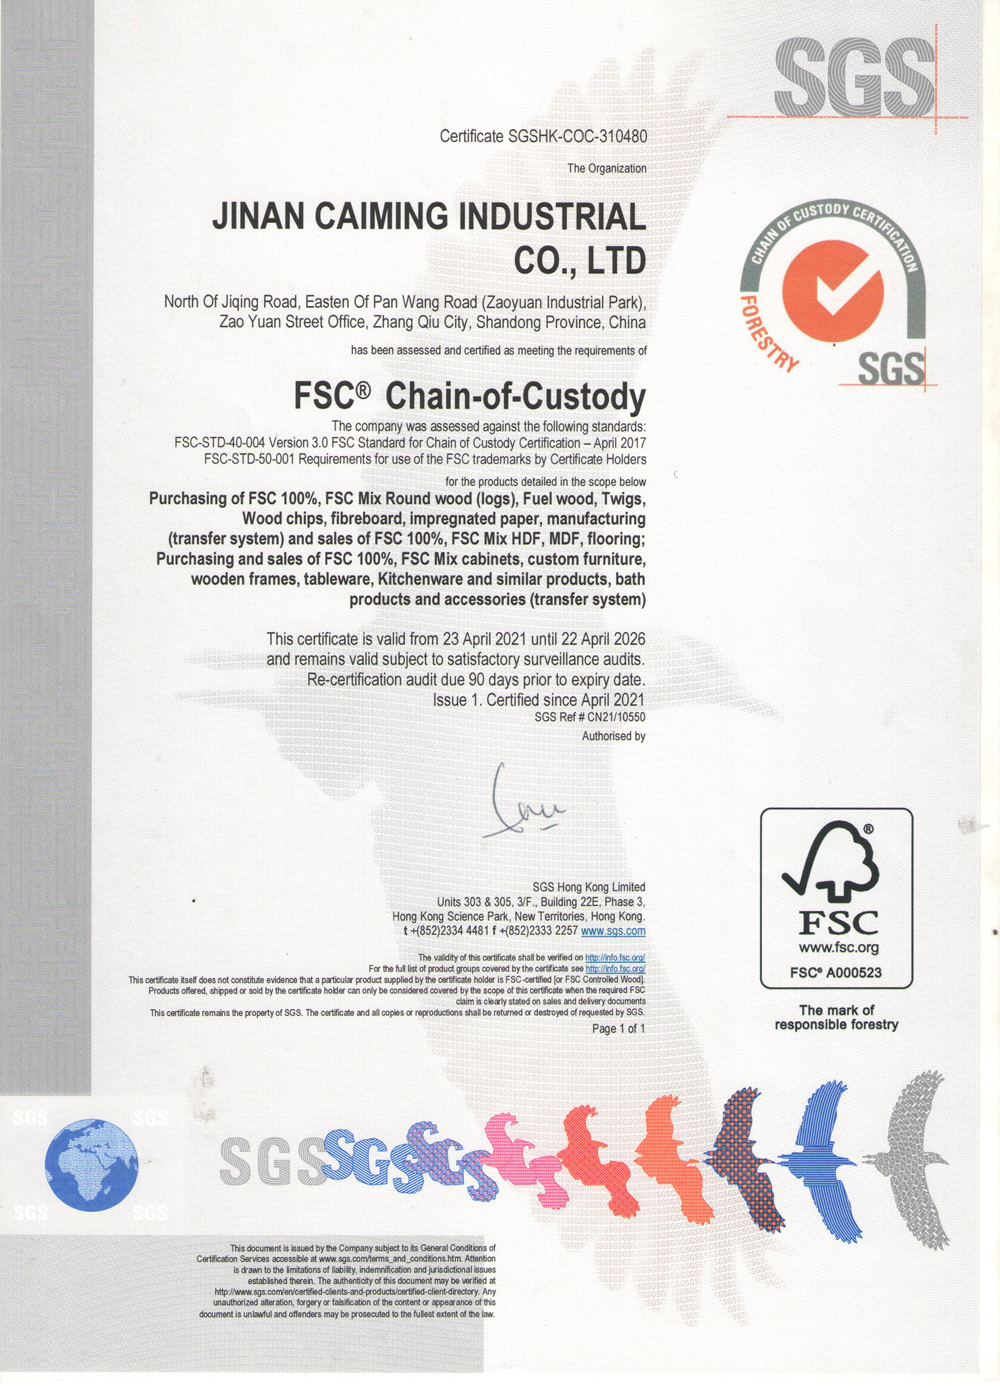 SGS
Certificate SGSHK-COC-310480
The Organization
JINAN CAIMING INDUSTRIAL
CO., LTD
North Of Jiqing Road, Easten Of Pan Wang Road (Zaoyuan Industrial Park),
Zao Yuan Street Office, Zhang Qiu City, Shandong Province, China
has been assessed and certified as meeting the requirements of
CHAIN OF CUSTODY CERTIFICATION
FORESTRY
SGS
FSC® Chain-of-Custody
The company was assessed against the following standards:
FSC-STD-40-004 Version 3.0 FSC Standard for Chain of Custody Certification – April 2017
FSC-STD-50-001 Requirements for use of the FSC trademarks by Certificate Holders
for the products detailed in the scope below
Purchasing of FSC 100%, FSC Mix Round wood (logs), Fuel wood, Twigs,
Wood chips, fibreboard, impregnated paper, manufacturing
(transfer system) and sales of FSC 100%, FSC Mix HDF, MDF, flooring;
Purchasing and sales of FSC 100%, FSC Mix cabinets, custom furniture,
wooden frames, tableware, Kitchenware and similar products, bath
products and accessories (transfer system)
This certificate is valid from 23 April 2021 until 22 April 2026
and remains valid subject to satisfactory surveillance audits.
Re-certification audit due 90 days prior to expiry date.
Issue 1. Certified since April 2021
SGS Ref # CN21/10550
Authorised by
SGS Hong Kong Limited
Units 303 & 305, 3/F., Building 22E, Phase 3,
Hong Kong Science Park, New Territories, Hong Kong.
t +(852)2334 4481 f +(852)2333 2257 www.sgs.com
The validity of this certificate shall be verified on http://info.fsc.org/
For the full list of product groups covered by the certificate see http://info.fsc.org/
This certificate itself does not constitute evidence that a particular product supplied by the certificate holder is FSC-certified [or FSC Controlled Wood].
Products offered, shipped or sold by the certificate holder can only be considered covered by the scope of this certificate when the required FSC
claim is clearly stated on sales and delivery documents
This certificate remains the property of SGS. The certificate and all copies or reproductions shall be returned or destroyed of requested by SGS.
Page 1 of 1
®
FSC
www.fsc.org
FSC® A000523
The mark of
responsible forestry
SGS SGS
SGS SGS
SGS SGS SGS SGS
This document is issued by the Company subject to its General Conditions of
Certification Services accessible at www.sgs.com/terms_and_conditions.htm. Attention
is drawn to the limitations of liability, indemnification and jurisdictional issues
established therein. The authenticity of this document may be verified at
http://www.sgs.com/en/certified-clients-and-products/certified-client-directory. Any
unauthorized alteration, forgery or falsification of the content or appearance of this
document is unlawful and offenders may be prosecuted to the fullest extent of the law.